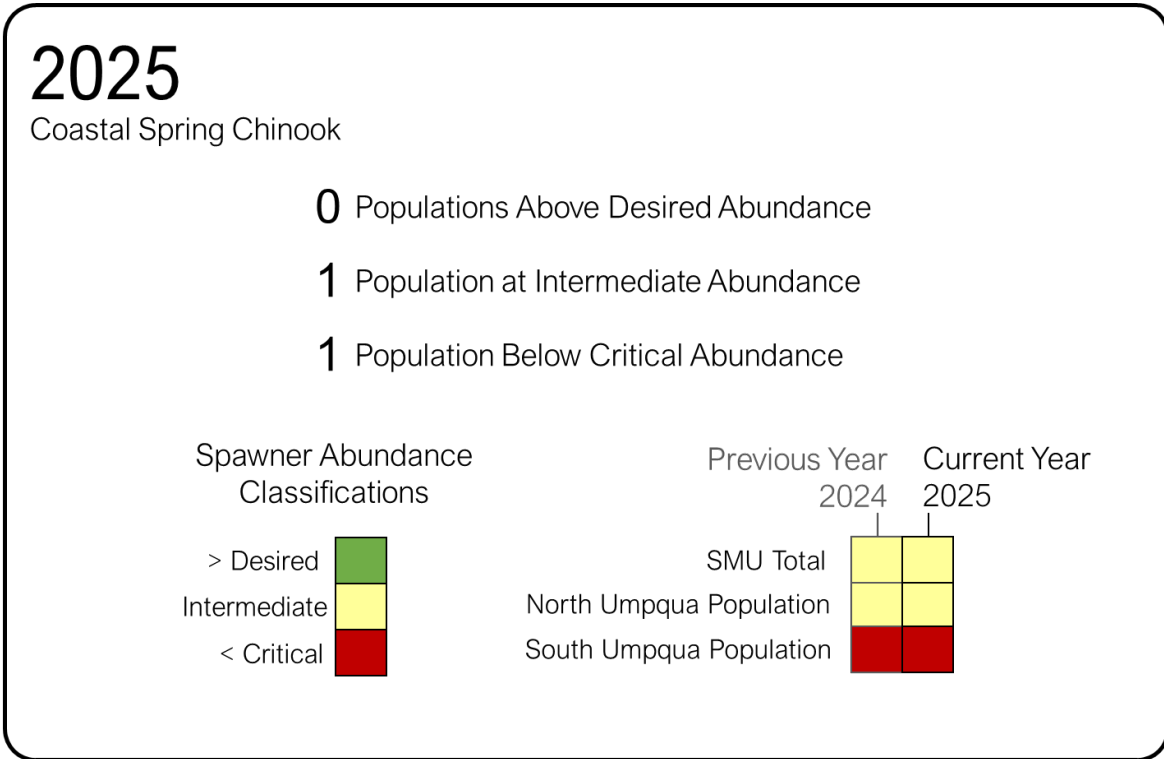 2025
Coastal Spring Chinook
0 Populations Above Desired Abundance
1 Population at Intermediate Abundance
1 Population Below Critical Abundance
Spawner Abundance
Classifications
> Desired
Intermediate
< Critical
Previous Year
2024
Current Year
2025
SMU Total
North Umpqua Population
South Umpqua Population